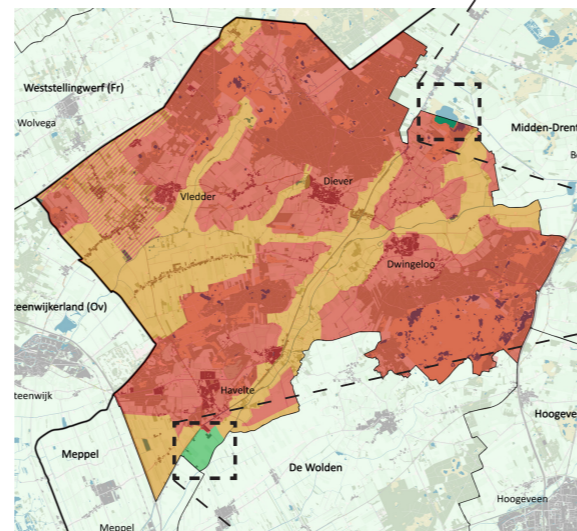 Weststellingwerf (Fr)
Wolvega
Midden-Drent
Diever
Vledder
Dwingeloo
teenwijkerland (Ov)
teenwijk
Havelte
Hoogeve
Meppel
De Wolden
Hoogeveen
Meppel